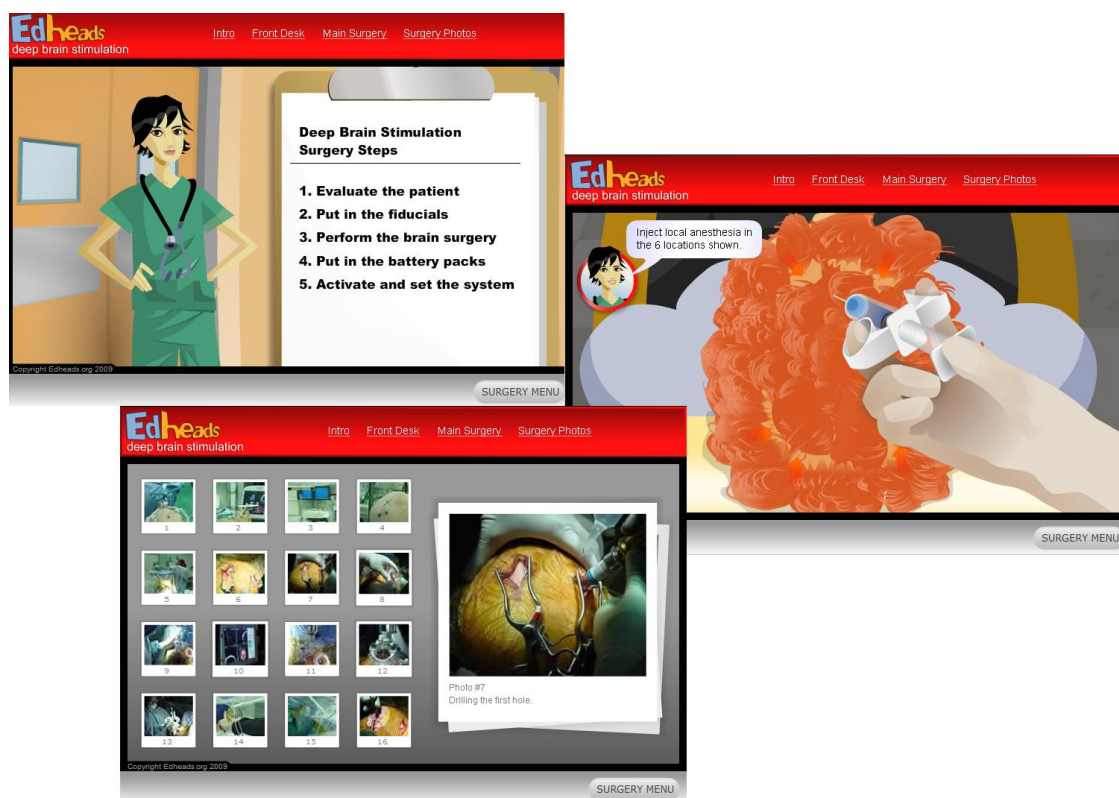 Edheads
deep brain stimulation
Intro Front Desk Main Surgery Surgery Photos
Deep Brain Stimulation
Surgery Steps
1. Evaluate the patient
2. Put in the fiducials
3. Perform the brain surgery
4. Put in the battery packs
5. Activate and set the system
Copyright Edheads.org 2009
SURGERY MENU
Edheads
deep brain stimulation
Intro Front Desk Main Surgery Surgery Photos
Inject local anesthesia in
the 6 locations shown.
SURGERY MENU
Edheads
deep brain stimulation
Intro Front Desk Main Surgery Surgery Photos
1 2 3 4
5 6 7 8
9 10 11 12
13 14 15 16
Photo #7
Drilling the first hole.
Copyright Edheads.org 2009
SURGERY MENU